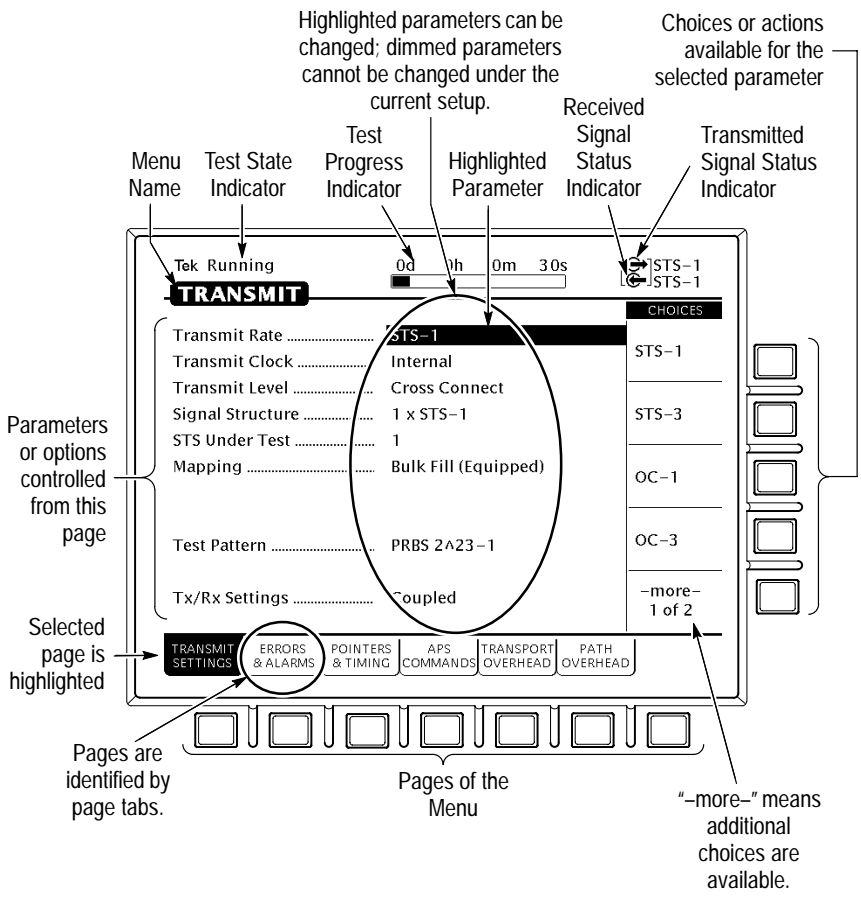 Highlighted parameters can be
changed; dimmed parameters
cannot be changed under the
current setup.
Choices or actions
available for the
selected parameter
Menu
Name
Test State
Indicator
Test
Progress
Indicator
Highlighted
Parameter
Received
Signal
Status
Indicator
Transmitted
Signal Status
Indicator
Tek Running
0d 0h 0m 30s
STS–1
STS–1
TRANSMIT
CHOICES
Transmit Rate ..................... STS–1
Transmit Clock ................... Internal
Transmit Level ................... Cross Connect
Signal Structure ................. 1 x STS–1
STS Under Test ................... 1
Mapping ............................. Bulk Fill (Equipped)
Test Pattern ........................ PRBS 2^23–1
Tx/Rx Settings .................... Coupled
STS–1
STS–3
OC–1
OC–3
–more–
1 of 2
Parameters
or options
controlled
from this
page
Selected
page is
highlighted
TRANSMIT
SETTINGS
ERRORS
& ALARMS
POINTERS
& TIMING
APS
COMMANDS
TRANSPORT
OVERHEAD
PATH
OVERHEAD
Pages are
identified by
page tabs.
Pages of the
Menu
“–more–” means
additional
choices are
available.